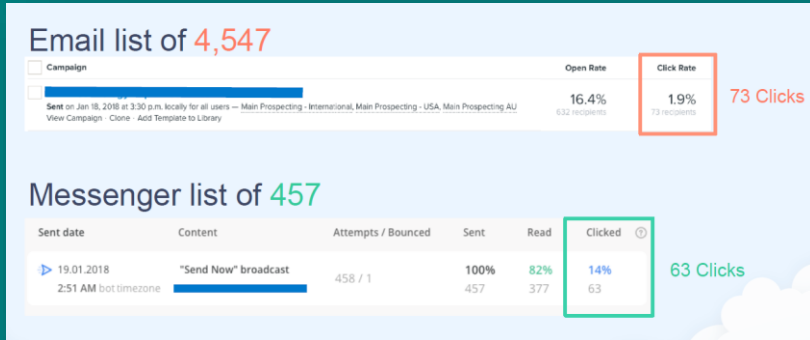 Email list of 4,547
Campaign Open Rate Click Rate
Sent on Jan 18, 2018 at 3:30 p.m. locally for all users — Main Prospecting - International, Main Prospecting - USA, Main Prospecting AU
16.4% 1.9% 73 Clicks
632 recipients 73 recipients
View Campaign · Clone · Add Template to Library
Messenger list of 457
Sent date Content Attempts / Bounced Sent Read Clicked ?
19.01.2018 "Send Now" broadcast 458 / 1 100% 82% 14% 63 Clicks
2:51 AM bot timezone 457 377 63